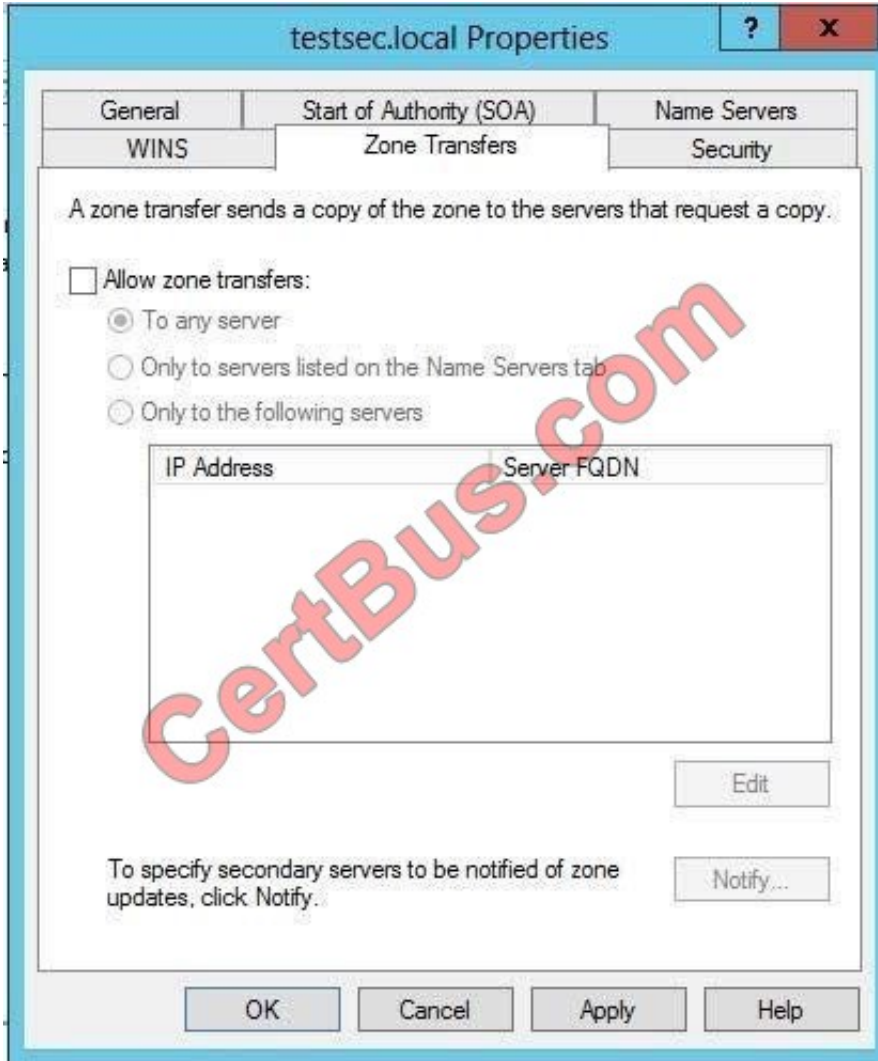 testsec.local Properties
?
x
General
Start of Authority (SOA)
Name Servers
WINS
Zone Transfers
Security
A zone transfer sends a copy of the zone to the servers that request a copy.
Allow zone transfers:
To any server
Only to servers listed on the Name Servers tab
Only to the following servers
IP Address
Server FQDN
CertBus.com
Edit
To specify secondary servers to be notified of zone
updates, click Notify.
Notify...
OK
Cancel
Apply
Help